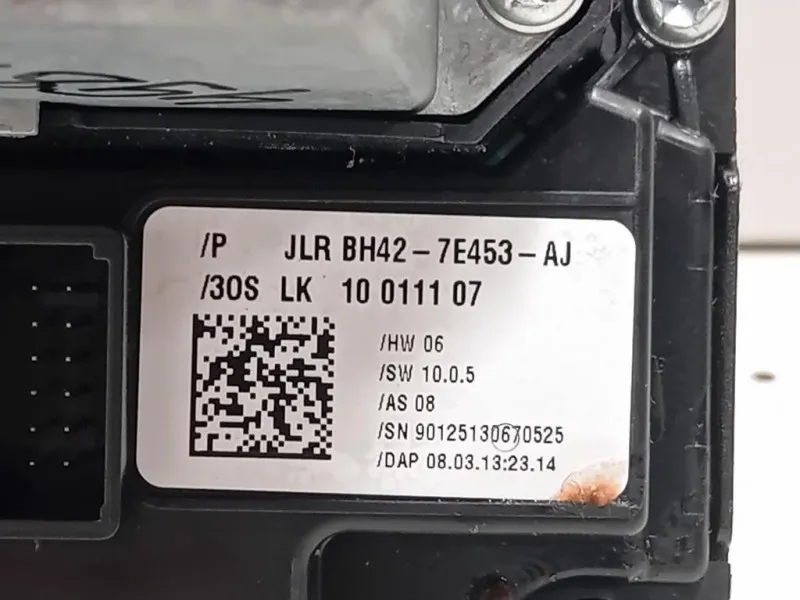 /P JLR BH42-7E453-AJ
/3OS LK 10 0111 07
/HW 06
/SW 10.0.5
/AS 08
/SN 90125130670525
/DAP 08.03.13:23.14